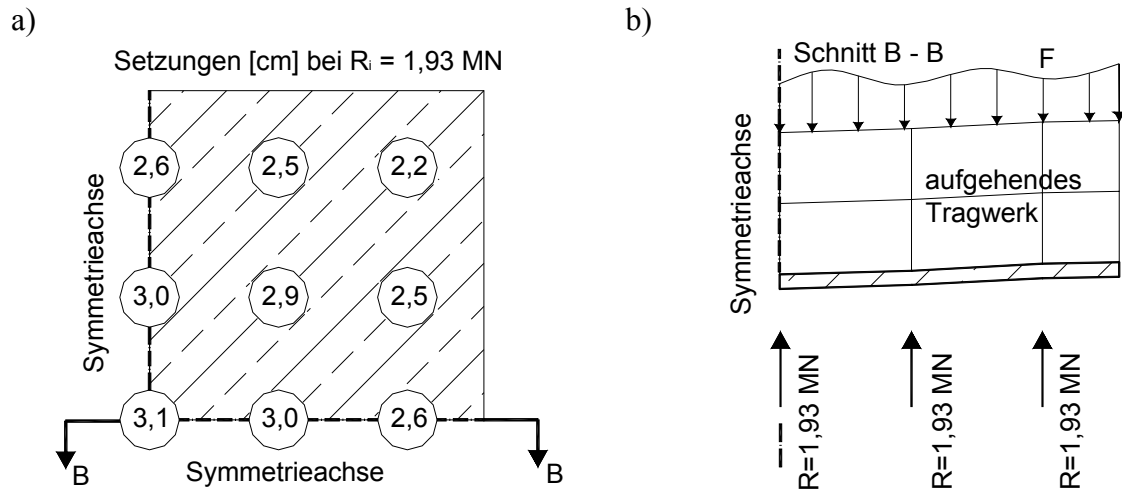 a)
Setzungen [cm] bei Ri = 1,93 MN
Symmetrieachse
2,6 2,5 2,2
3,0 2,9 2,5
3,1 3,0 2,6
B B
Symmetrieachse
b)
Schnitt B - B F
Symmetrieachse
aufgehendes
Tragwerk
R=1,93 MN
R=1,93 MN
R=1,93 MN